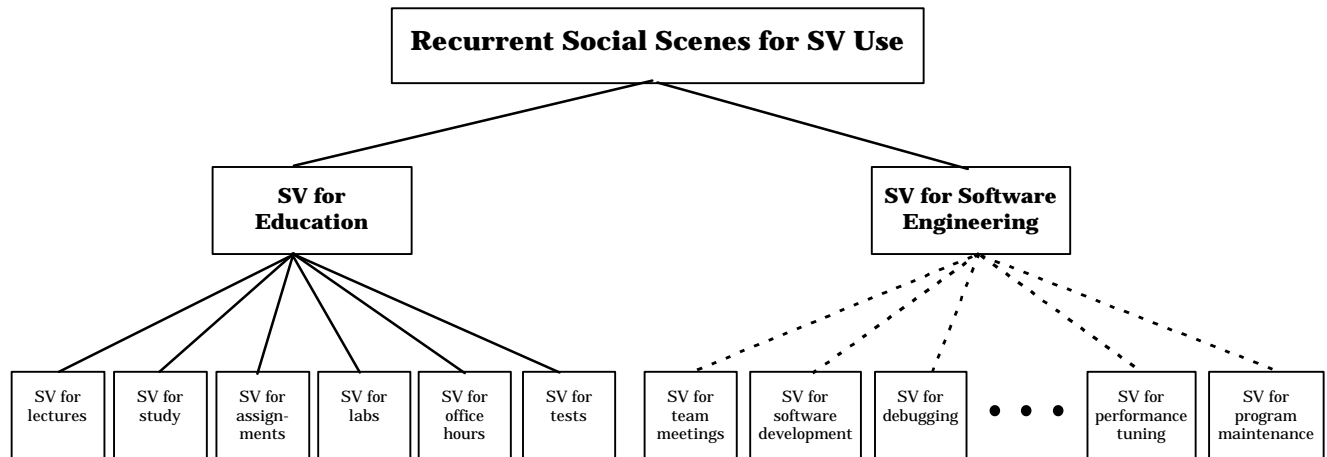 Recurrent Social Scenes for SV Use
SV for
Education
SV for Software
Engineering
SV for
lectures
SV for
study
SV for
assign-
ments
SV for
labs
SV for
office
hours
SV for
tests
SV for
team
meetings
SV for
software
development
SV for
debugging
• • •
SV for
performance
tuning
SV for
program
maintenance